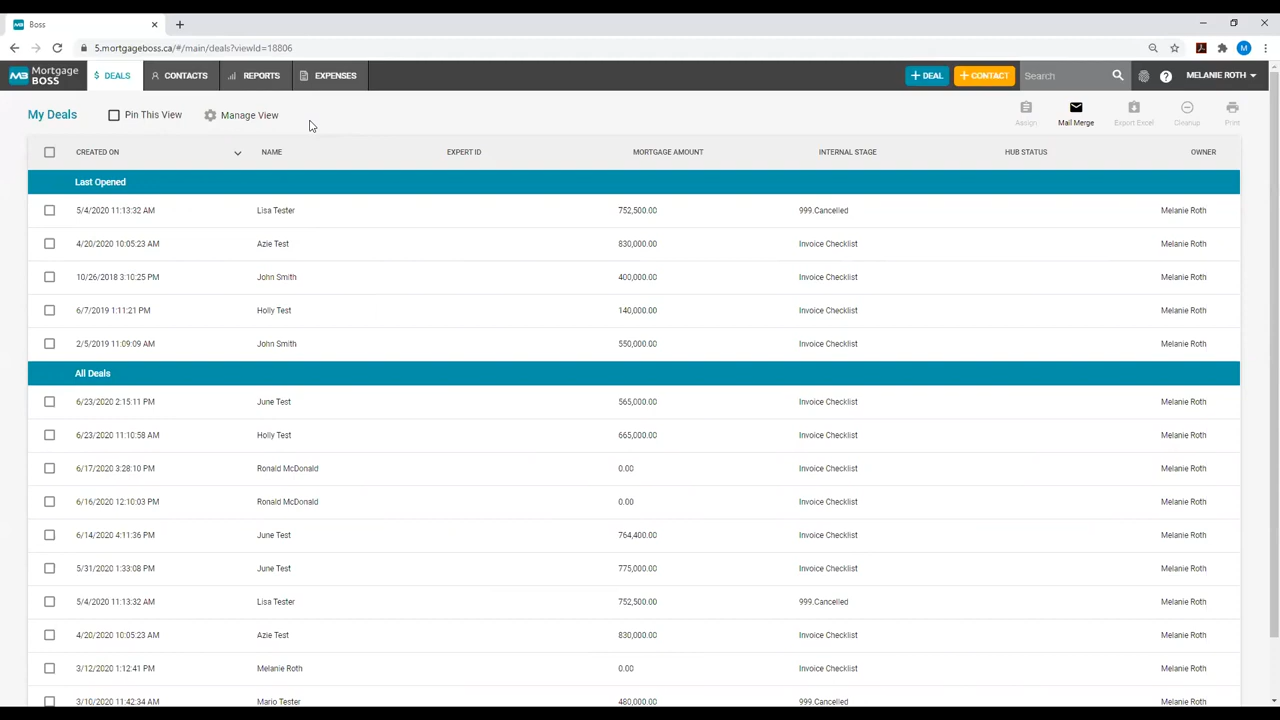 Boss
5.mortgageboss.ca/#/main/deals?viewId=18806
M
MB Mortgage BOSS
$ DEALS CONTACTS REPORTS EXPENSES + DEAL + CONTACT Search ? MELANIE ROTH
My Deals Pin This View Manage View Assign Mail Merge Export Excel Cleanup Print
CREATED ON NAME EXPERT ID MORTGAGE AMOUNT INTERNAL STAGE HUB STATUS OWNER
Last Opened
5/4/2020 11:13:32 AM Lisa Tester 752,500.00 999.Cancelled Melanie Roth
4/20/2020 10:05:23 AM Azie Test 830,000.00 Invoice Checklist Melanie Roth
10/26/2018 3:10:25 PM John Smith 400,000.00 Invoice Checklist Melanie Roth
6/7/2019 1:11:21 PM Holly Test 140,000.00 Invoice Checklist Melanie Roth
2/5/2019 11:09:09 AM John Smith 550,000.00 Invoice Checklist Melanie Roth
All Deals
6/23/2020 2:15:11 PM June Test 565,000.00 Invoice Checklist Melanie Roth
6/23/2020 11:10:58 AM Holly Test 665,000.00 Invoice Checklist Melanie Roth
6/17/2020 3:28:10 PM Ronald McDonald 0.00 Invoice Checklist Melanie Roth
6/16/2020 12:10:03 PM Ronald McDonald 0.00 Invoice Checklist Melanie Roth
6/14/2020 4:11:36 PM June Test 764,400.00 Invoice Checklist Melanie Roth
5/31/2020 1:33:08 PM June Test 775,000.00 Invoice Checklist Melanie Roth
5/4/2020 11:13:32 AM Lisa Tester 752,500.00 999.Cancelled Melanie Roth
4/20/2020 10:05:23 AM Azie Test 830,000.00 Invoice Checklist Melanie Roth
3/12/2020 1:12:41 PM Melanie Roth 0.00 Invoice Checklist Melanie Roth
3/10/2020 11:42:34 AM Mario Tester 480,000.00 999.Cancelled Melanie Roth